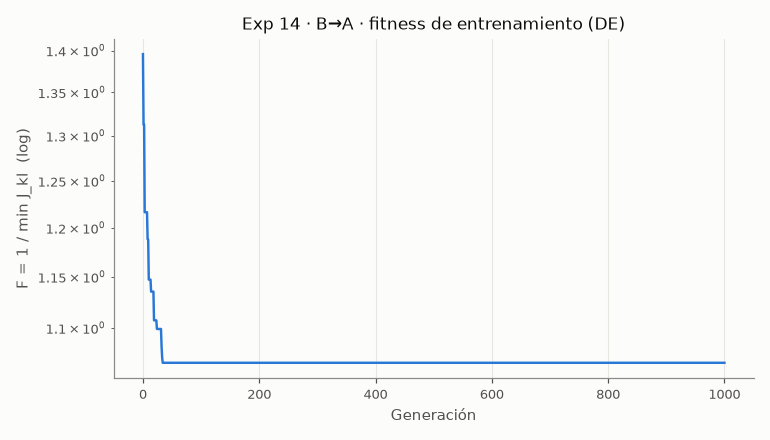 Exp 14 · B→A · fitness de entrenamiento (DE)
F = 1 / min J_kl (log)
1.4 × 10⁰
1.35 × 10⁰
1.3 × 10⁰
1.25 × 10⁰
1.2 × 10⁰
1.15 × 10⁰
1.1 × 10⁰
0 200 400 600 800 1000
Generación